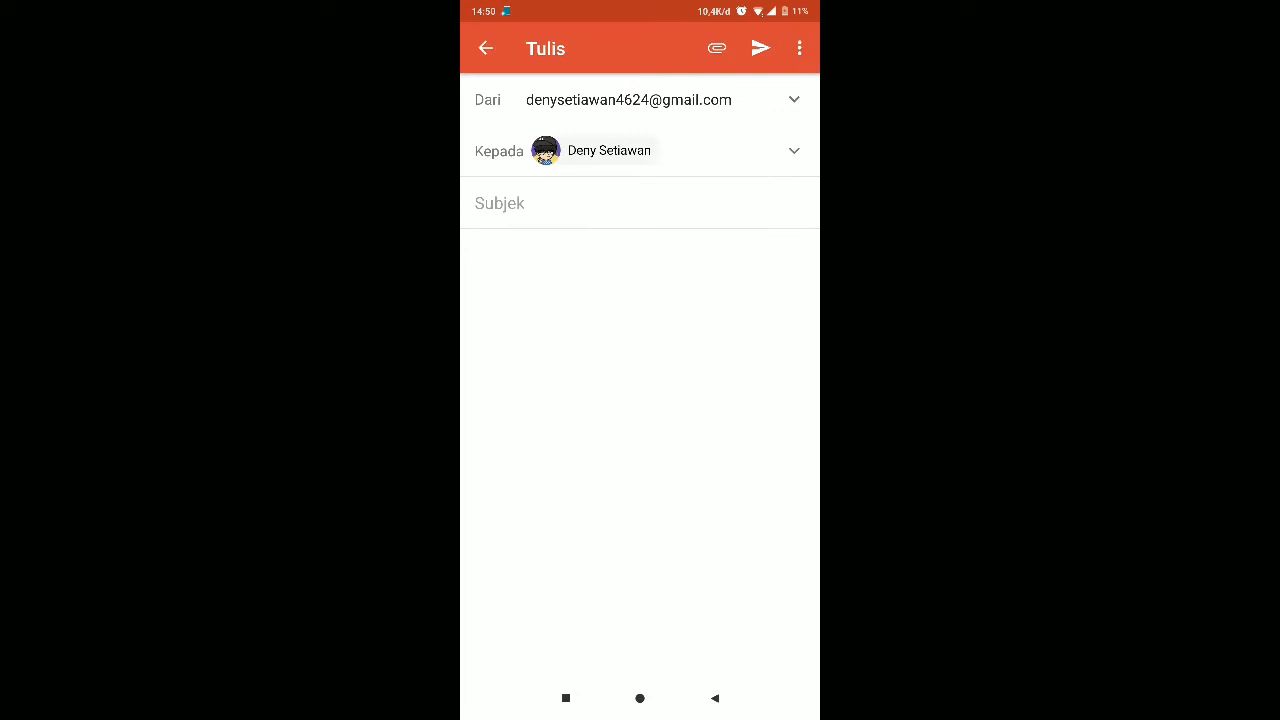 14:50 10,4K/d 11%
Tulis
Dari denysetiawan4624@gmail.com
Kepada Deny Setiawan
Subjek